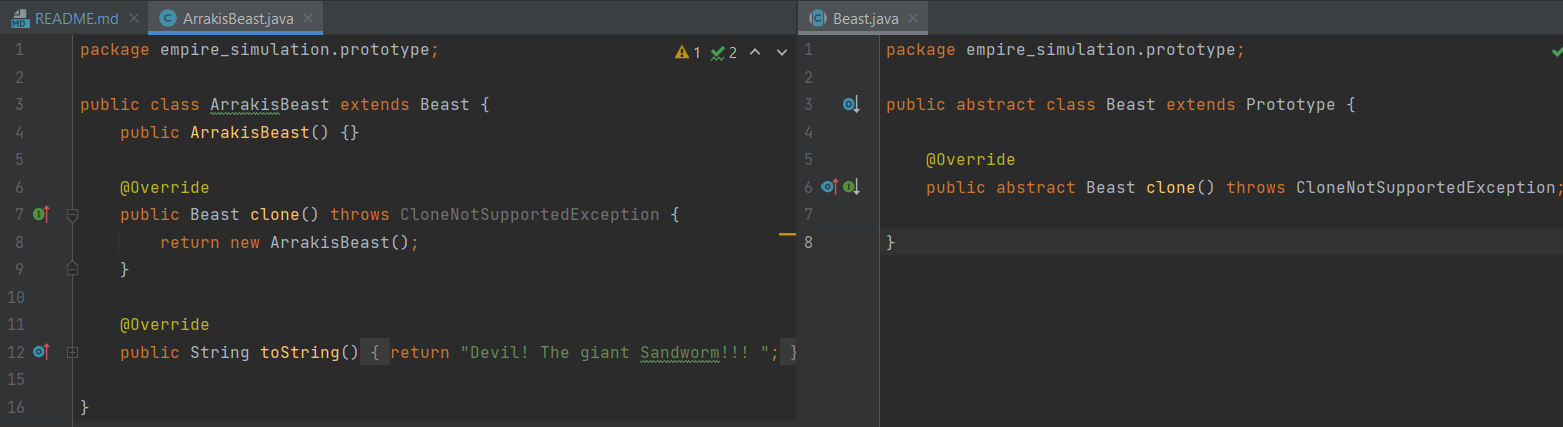 README.md
ArrakisBeast.java
1 package empire_simulation.prototype; 1 2
2
3 public class ArrakisBeast extends Beast {
4 public ArrakisBeast() {}
5
6 @Override
7 public Beast clone() throws CloneNotSupportedException {
8 return new ArrakisBeast();
9 }
10
11 @Override
12 public String toString() { return "Devil! The giant Sandworm!!! "; }
15
16 }
Beast.java
1 package empire_simulation.prototype;
2
3 public abstract class Beast extends Prototype {
4
5 @Override
6 public abstract Beast clone() throws CloneNotSupportedException;
7
8 }